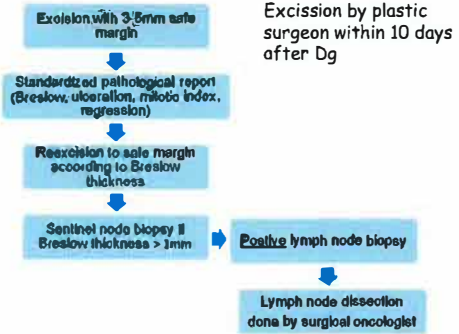 Excision with 3-5mm safe
margin
Excission by plastic
surgeon within 10 days
after Dg
Standardized pathological report
(Breslow, ulceration, mitotic index,
regression)
Reexcision to safe margin
according to Breslow
thickness
Sentinel node biopsy if
Breslow thickness > 1mm
Postive lymph node biopsy
Lymph node dissection
done by surgical oncologist